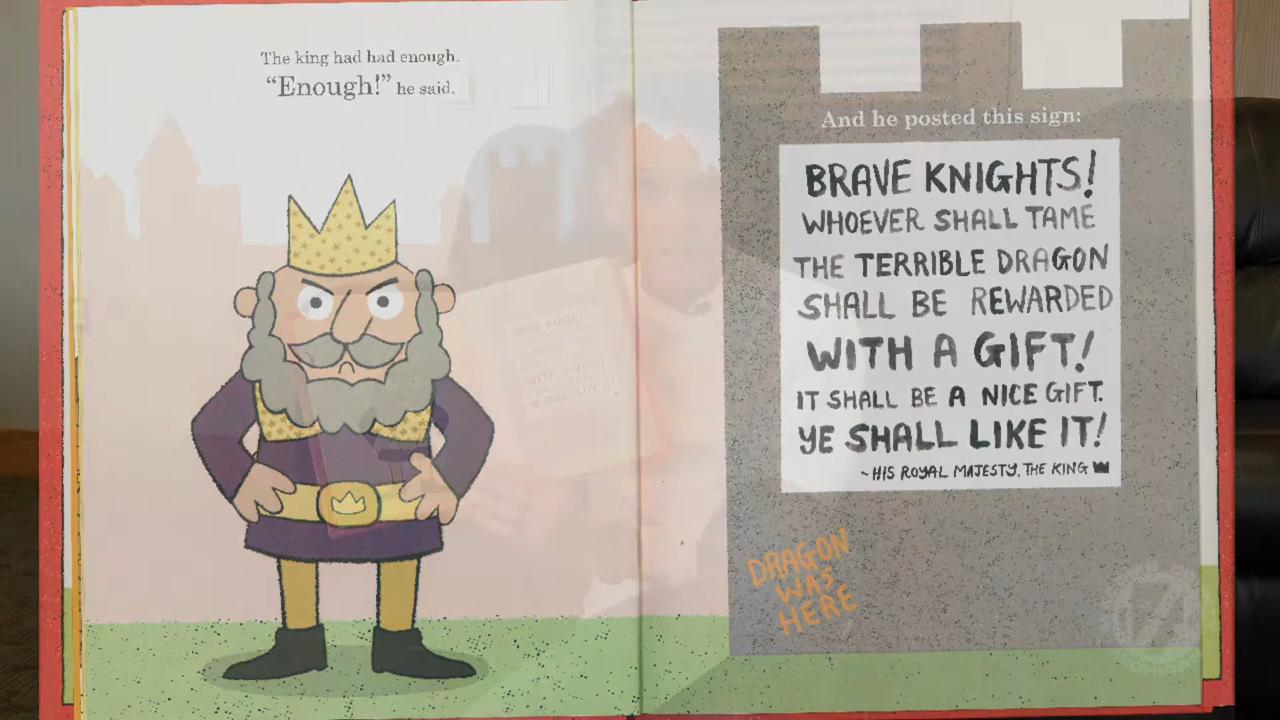 The king had had enough.
“Enough!” he said.
And he posted this sign:
BRAVE KNIGHTS!
WHOEVER SHALL TAME
THE TERRIBLE DRAGON
SHALL BE REWARDED
WITH A GIFT!
IT SHALL BE A NICE GIFT.
YE SHALL LIKE IT!
~HIS ROYAL MAJESTY, THE KING
DRAGON
WAS
HERE